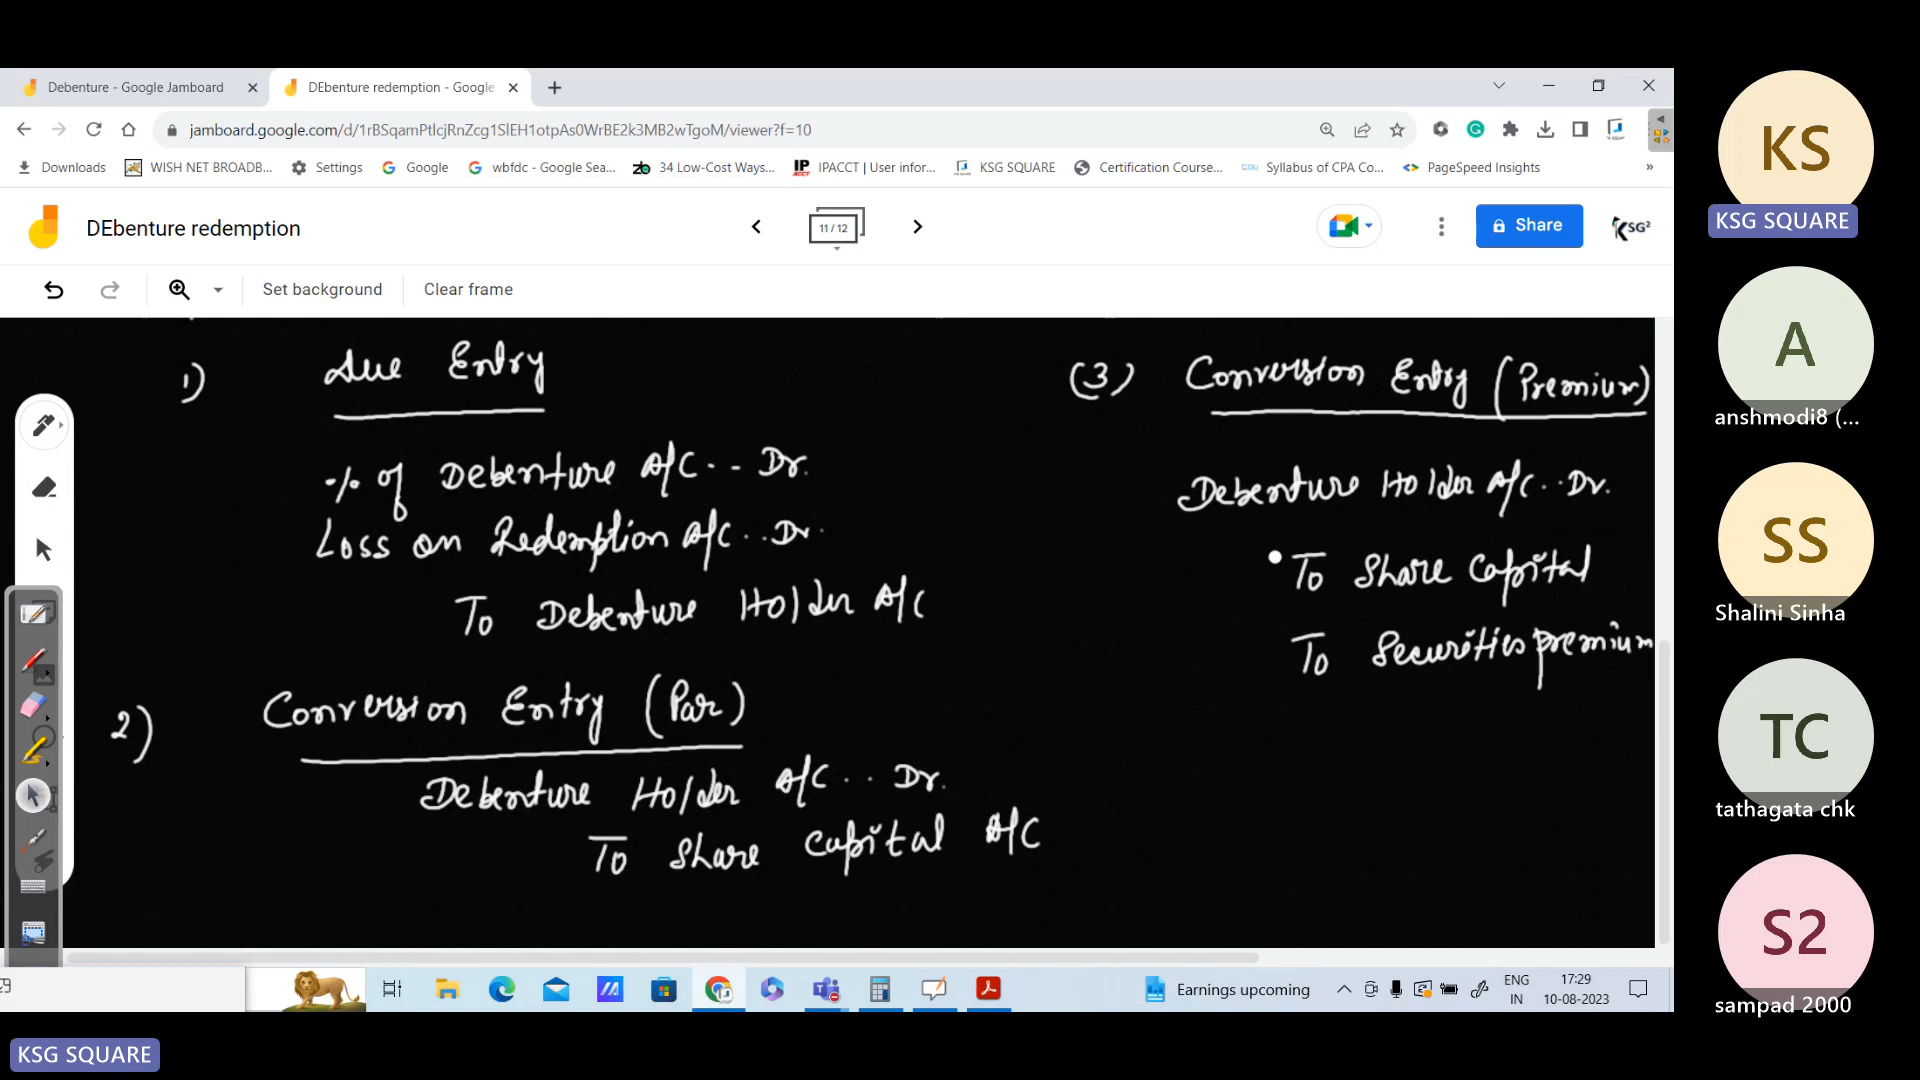 Debenture - Google Jamboard
DEbenture redemption - Google
jamboard.google.com/d/1rBSqamPtlcjRnZcg1SlEH1otpAs0WrBE2k3MB2wTgoM/viewer?f=10
Downloads
WISH NET BROADB...
Settings
Google
wbfdc - Google Sea...
34 Low-Cost Ways...
IPACCT | User infor...
KSG SQUARE
Certification Course...
Syllabus of CPA Co...
PageSpeed Insights
»
DEbenture redemption
11 / 12
Share
KSG²
Set background
Clear frame
1) Due Entry
% of Debenture A/C .. Dr.
Loss on Redemption A/C .. Dr.
To Debenture Holder A/C
2) Conversion Entry (Par)
Debenture Holder A/C .. Dr.
To Share Capital A/C
(3) Conversion Entry (Premium)
Debenture Holder A/C .. Dr.
To Share Capital
To Securities premium
Earnings upcoming
ENG
IN
17:29
10-08-2023
KS
KSG SQUARE
A
anshmodi8 (...
SS
Shalini Sinha
TC
tathagata chk
S2
sampad 2000
KSG SQUARE